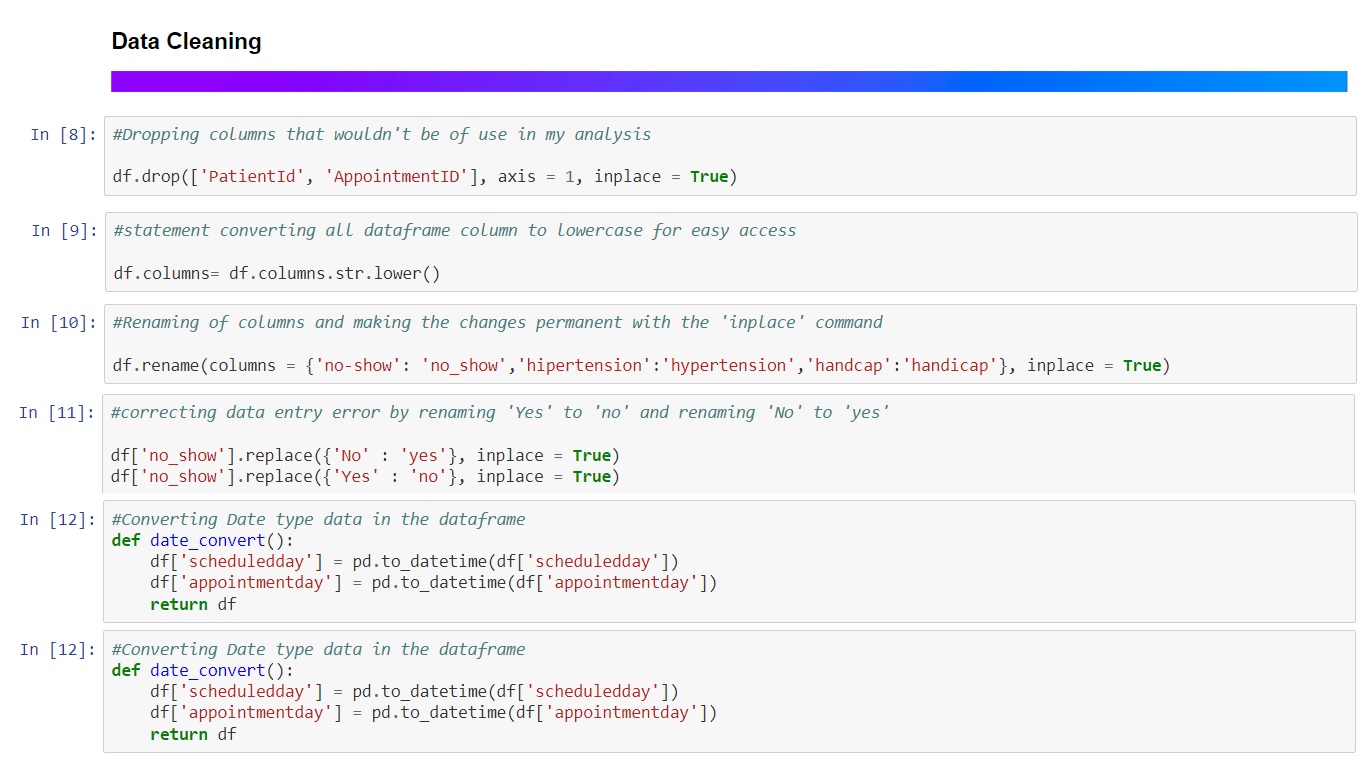 Data Cleaning
In [8]: #Dropping columns that wouldn't be of use in my analysis
df.drop(['PatientId', 'AppointmentID'], axis = 1, inplace = True)
In [9]: #statement converting all dataframe column to lowercase for easy access
df.columns= df.columns.str.lower()
In [10]: #Renaming of columns and making the changes permanent with the 'inplace' command
df.rename(columns = {'no-show': 'no_show','hipertension':'hypertension','handcap':'handicap'}, inplace = True)
In [11]: #correcting data entry error by renaming 'Yes' to 'no' and renaming 'No' to 'yes'
df['no_show'].replace({'No' : 'yes'}, inplace = True)
df['no_show'].replace({'Yes' : 'no'}, inplace = True)
In [12]: #Converting Date type data in the dataframe
def date_convert():
    df['scheduledday'] = pd.to_datetime(df['scheduledday'])
    df['appointmentday'] = pd.to_datetime(df['appointmentday'])
    return df
In [12]: #Converting Date type data in the dataframe
def date_convert():
    df['scheduledday'] = pd.to_datetime(df['scheduledday'])
    df['appointmentday'] = pd.to_datetime(df['appointmentday'])
    return df